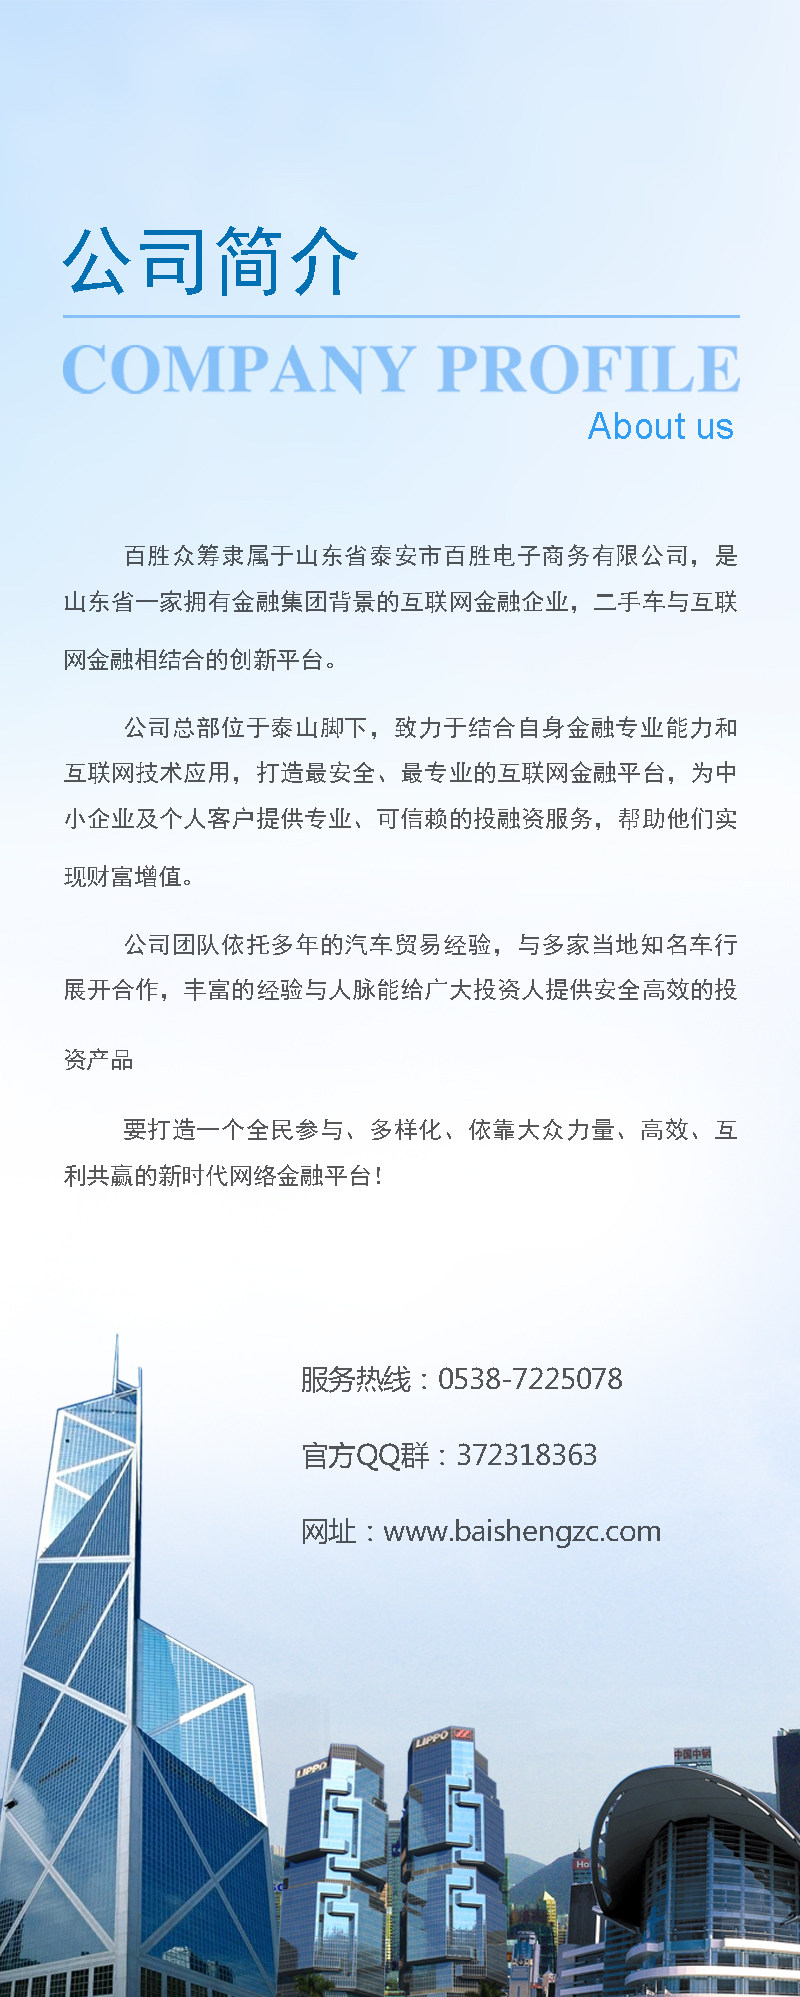 公司简介
COMPANY PROFILE
About us
百胜众筹隶属于山东省泰安市百胜电子商务有限公司，是
山东省一家拥有金融集团背景的互联网金融企业，二手车与互联
网金融相结合的创新平台。
公司总部位于泰山脚下，致力于结合自身金融专业能力和
互联网技术应用，打造最安全、最专业的互联网金融平台，为中
小企业及个人客户提供专业、可信赖的投融资服务，帮助他们实
现财富增值。
公司团队依托多年的汽车贸易经验，与多家当地知名车行
展开合作，丰富的经验与人脉能给广大投资人提供安全高效的投
资产品
要打造一个全民参与、多样化、依靠大众力量、高效、互
利共赢的新时代网络金融平台！
服务热线：0538-7225078
官方QQ群：372318363
网址：www.baishengzc.com
LIPPO
LIPPO
中国中钢